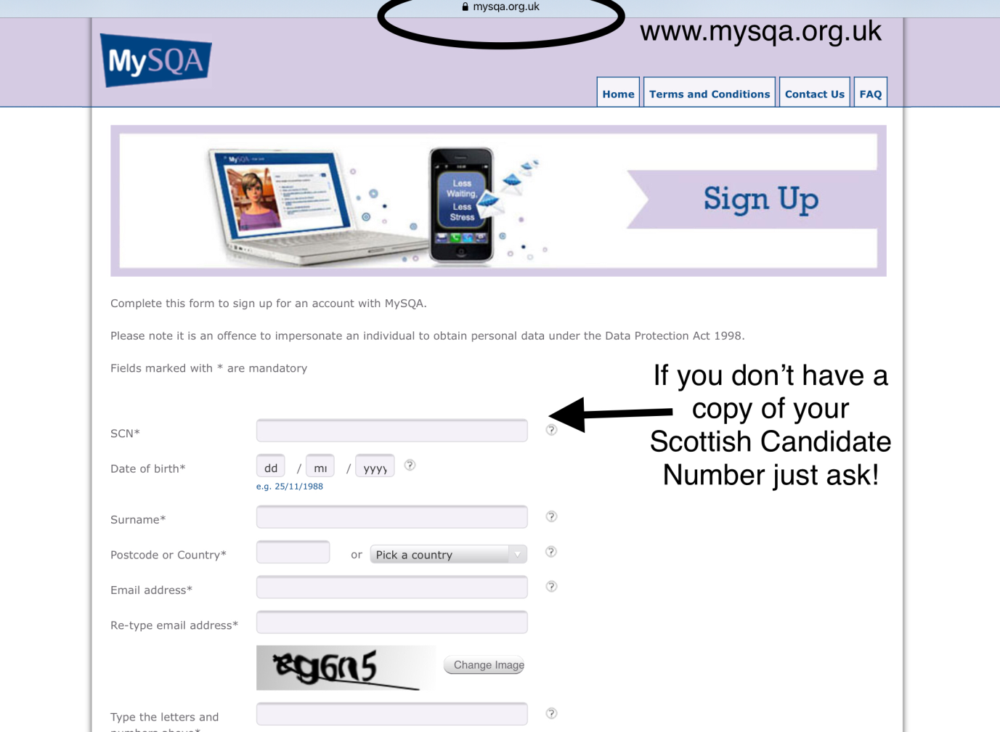 mysqa.org.uk
www.mysqa.org.uk
MySQA
Home
Terms and Conditions
Contact Us
FAQ
MySQA
Less
Waiting,
Less
Stress
Sign Up
Complete this form to sign up for an account with MySQA.
Please note it is an offence to impersonate an individual to obtain personal data under the Data Protection Act 1998.
Fields marked with * are mandatory
If you don't have a
copy of your
Scottish Candidate
Number just ask!
SCN*
?
Date of birth*
dd / / yyyy ?
e.g. 25/11/1988
Surname*
?
Postcode or Country*
or
Pick a country
?
Email address*
?
Re-type email address*
g6n5
Change Image
Type the letters and
?
numbers above*